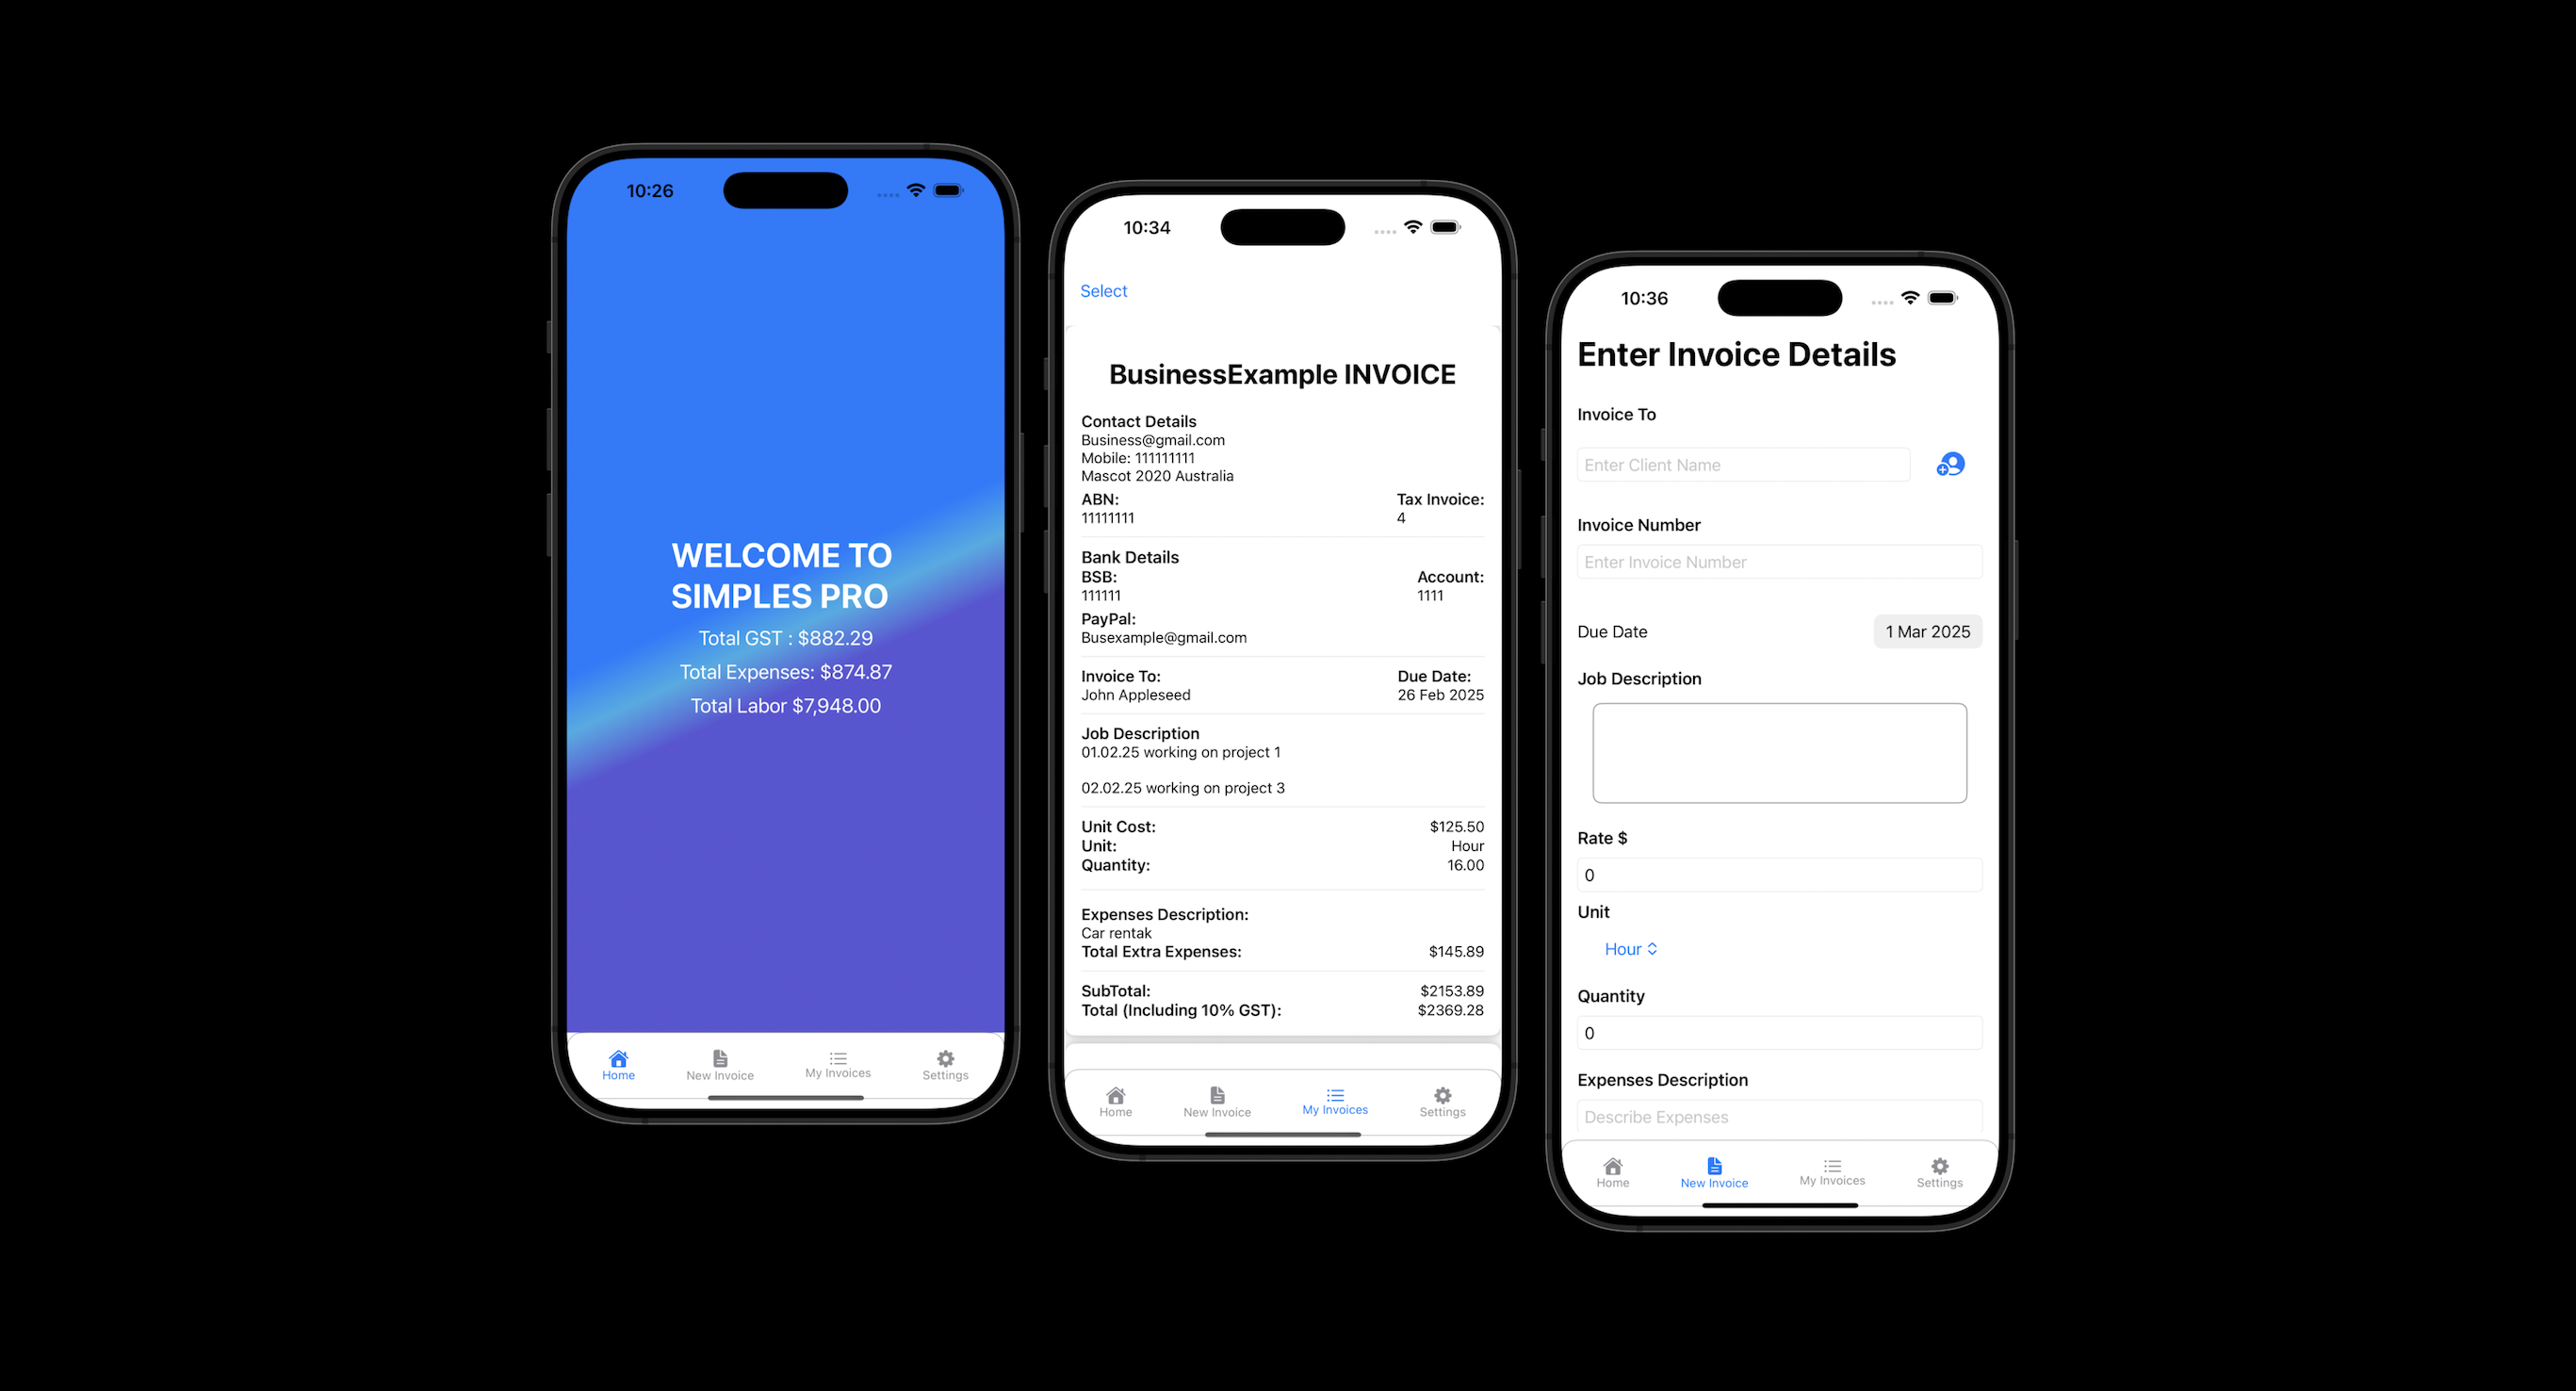 10:26
WELCOME TO
SIMPLES PRO
Total GST : $882.29
Total Expenses: $874.87
Total Labor $7,948.00
Home New Invoice My Invoices Settings
10:34
Select
BusinessExample INVOICE
Contact Details
Business@gmail.com
Mobile: 111111111
Mascot 2020 Australia
ABN: Tax Invoice:
11111111 4
Bank Details
BSB: Account:
111111 1111
PayPal:
Busexample@gmail.com
Invoice To: Due Date:
John Appleseed 26 Feb 2025
Job Description
01.02.25 working on project 1
02.02.25 working on project 3
Unit Cost: $125.50
Unit: Hour
Quantity: 16.00
Expenses Description:
Car rentak
Total Extra Expenses: $145.89
SubTotal: $2153.89
Total (Including 10% GST): $2369.28
Home New Invoice My Invoices Settings
10:36
Enter Invoice Details
Invoice To
Enter Client Name
Invoice Number
Enter Invoice Number
Due Date 1 Mar 2025
Job Description
Rate $
0
Unit
Hour
Quantity
0
Expenses Description
Describe Expenses
Home New Invoice My Invoices Settings